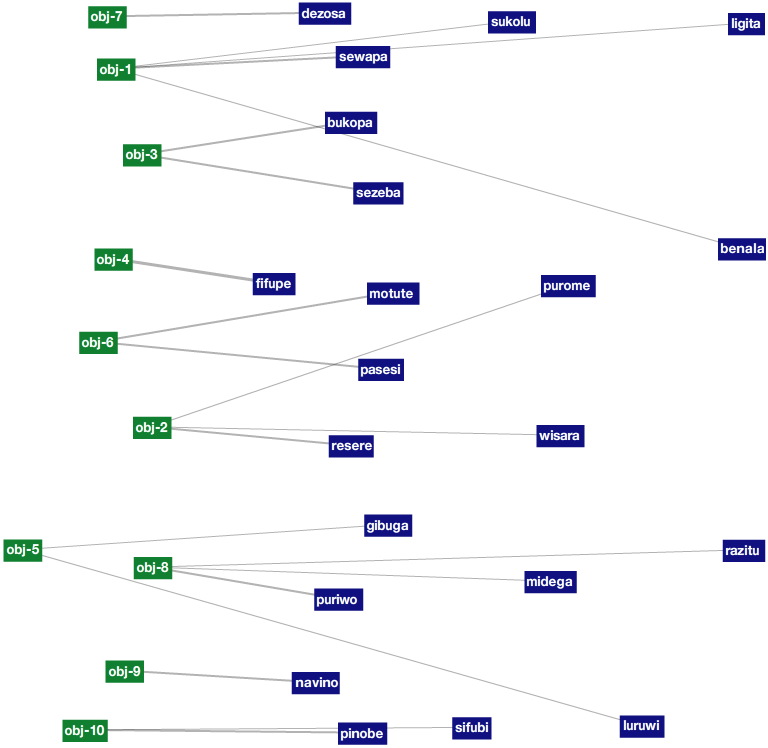 obj-7
dezosa
sukolu
ligita
obj-1
sewapa
bukopa
obj-3
sezeba
benala
obj-4
fifupe
motute
purome
obj-6
pasesi
obj-2
wisara
resere
gibuga
obj-5
razitu
obj-8
midega
puriwo
obj-9
navino
luruwi
obj-10
sifubi
pinobe